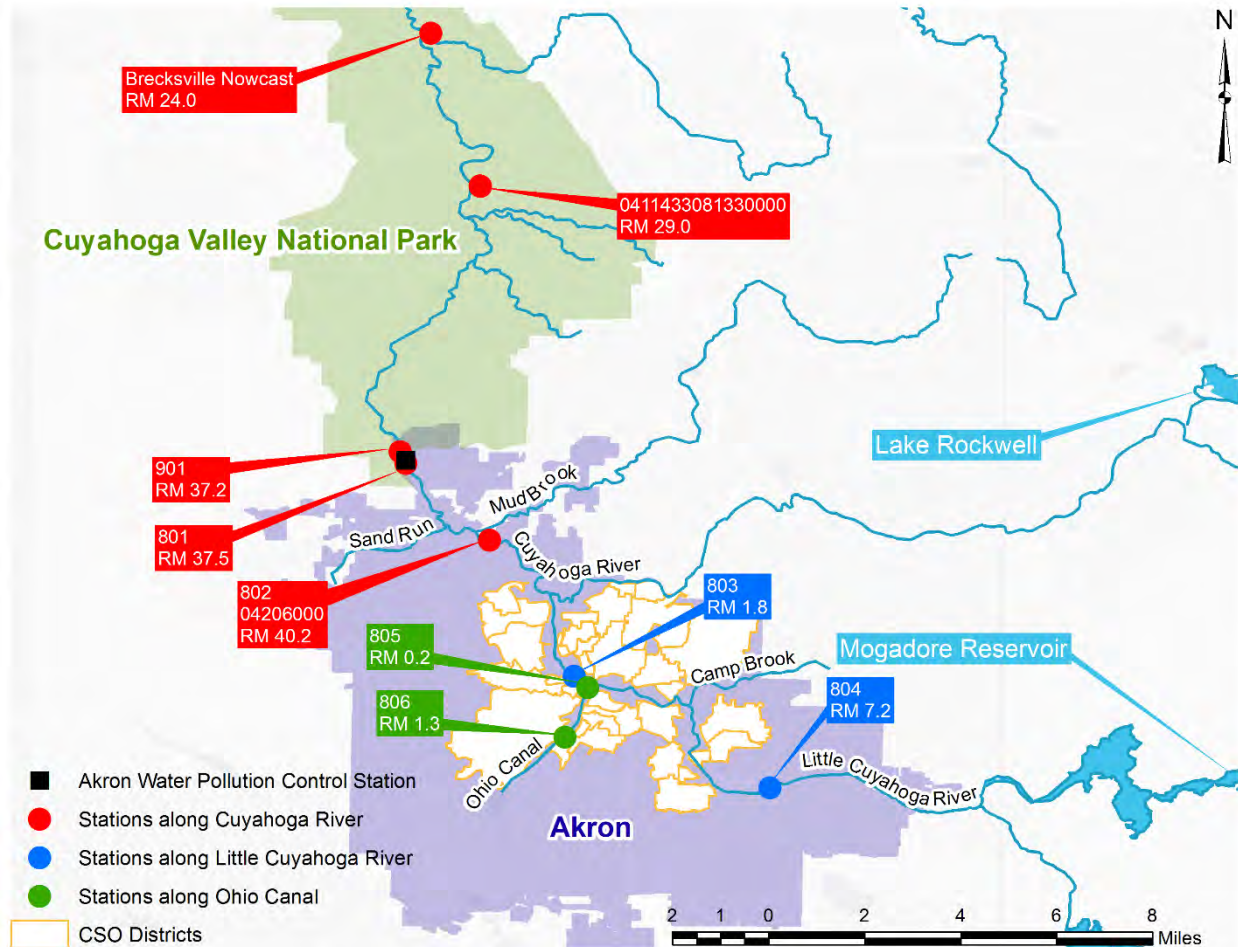 N
Brecksville Nowcast
RM 24.0
0411433081330000
RM 29.0
Cuyahoga Valley National Park
Lake Rockwell
901
RM 37.2
Mud Brook
801
RM 37.5
Sand Run
Cuyahoga River
802
04206000
RM 40.2
803
RM 1.8
805
RM 0.2
Mogadore Reservoir
Camp Brook
804
RM 7.2
806
RM 1.3
Ohio Canal
Little Cuyahoga River
Akron
Akron Water Pollution Control Station
Stations along Cuyahoga River
Stations along Little Cuyahoga River
Stations along Ohio Canal
CSO Districts
2 1 0 2 4 6 8
Miles